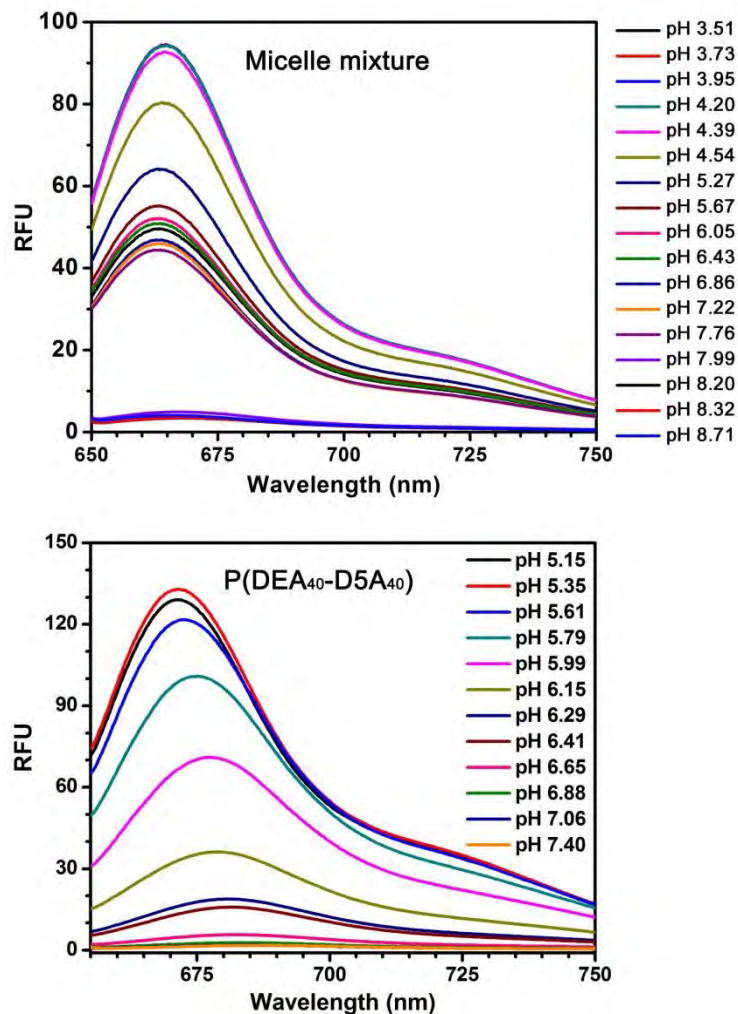 100
80
60
40
20
0
RFU
Micelle mixture
650 675 700 725 750
Wavelength (nm)
pH 3.51
pH 3.73
pH 3.95
pH 4.20
pH 4.39
pH 4.54
pH 5.27
pH 5.67
pH 6.05
pH 6.43
pH 6.86
pH 7.22
pH 7.76
pH 7.99
pH 8.20
pH 8.32
pH 8.71
150
120
90
60
30
0
RFU
P(DEA₄₀-D5A₄₀)
pH 5.15
pH 5.35
pH 5.61
pH 5.79
pH 5.99
pH 6.15
pH 6.29
pH 6.41
pH 6.65
pH 6.88
pH 7.06
pH 7.40
675 700 725 750
Wavelength (nm)